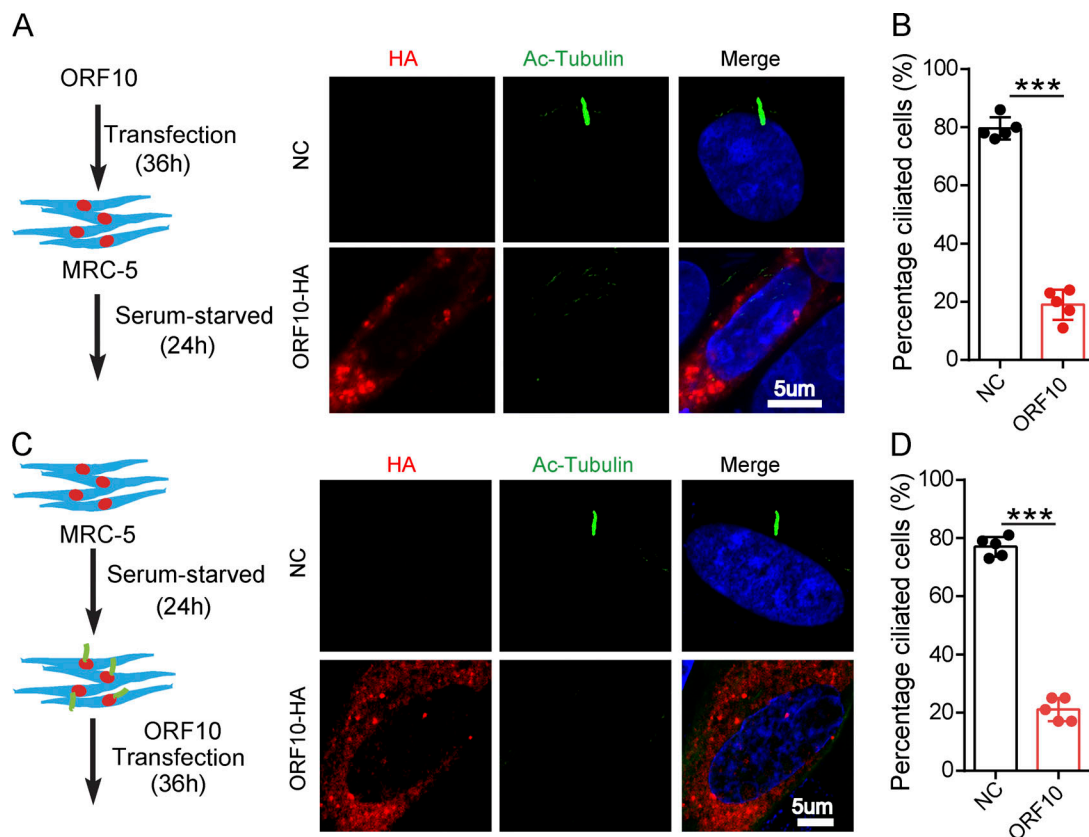 A
ORF10
Transfection
(36h)
MRC-5
Serum-starved
(24h)
HA
Ac-Tubulin
Merge
NC
ORF10-HA
5um
B
Percentage ciliated cells (%)
100
80
60
40
20
0
***
NC
ORF10
C
MRC-5
Serum-starved
(24h)
ORF10
Transfection
(36h)
HA
Ac-Tubulin
Merge
NC
ORF10-HA
5um
D
Percentage ciliated cells (%)
100
80
60
40
20
0
***
NC
ORF10